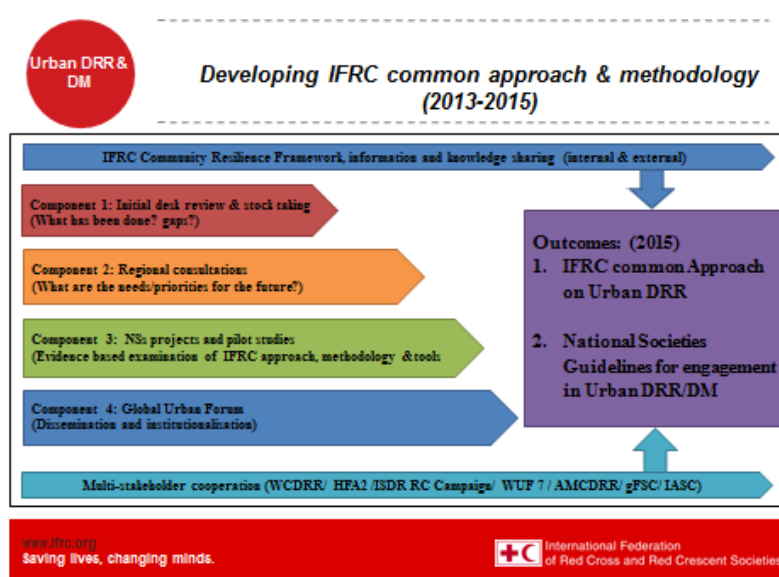 Urban DRR &
DM
Developing IFRC common approach & methodology
(2013-2015)
IFRC Community Resilience Framework, information and knowledge sharing (internal & external)
Component 1: Initial desk review & stock taking
(What has been done? gaps?)
Component 2: Regional consultations
(What are the needs/priorities for the future?)
Component 3: NSs projects and pilot studies
(Evidence based examination of IFRC approach, methodology & tools
Component 4: Global Urban Forum
(Dissemination and institutionalisation)
Outcomes: (2015)
1. IFRC common Approach
on Urban DRR
2. National Societies
Guidelines for engagement
in Urban DRR/DM
Multi-stakeholder cooperation (WCDRR/ HFA2 /ISDR RC Campaign/ WUF 7 / AMCDRR/ gFSC/ IASC)
www.ifrc.org
Saving lives, changing minds.
International Federation
of Red Cross and Red Crescent Societies